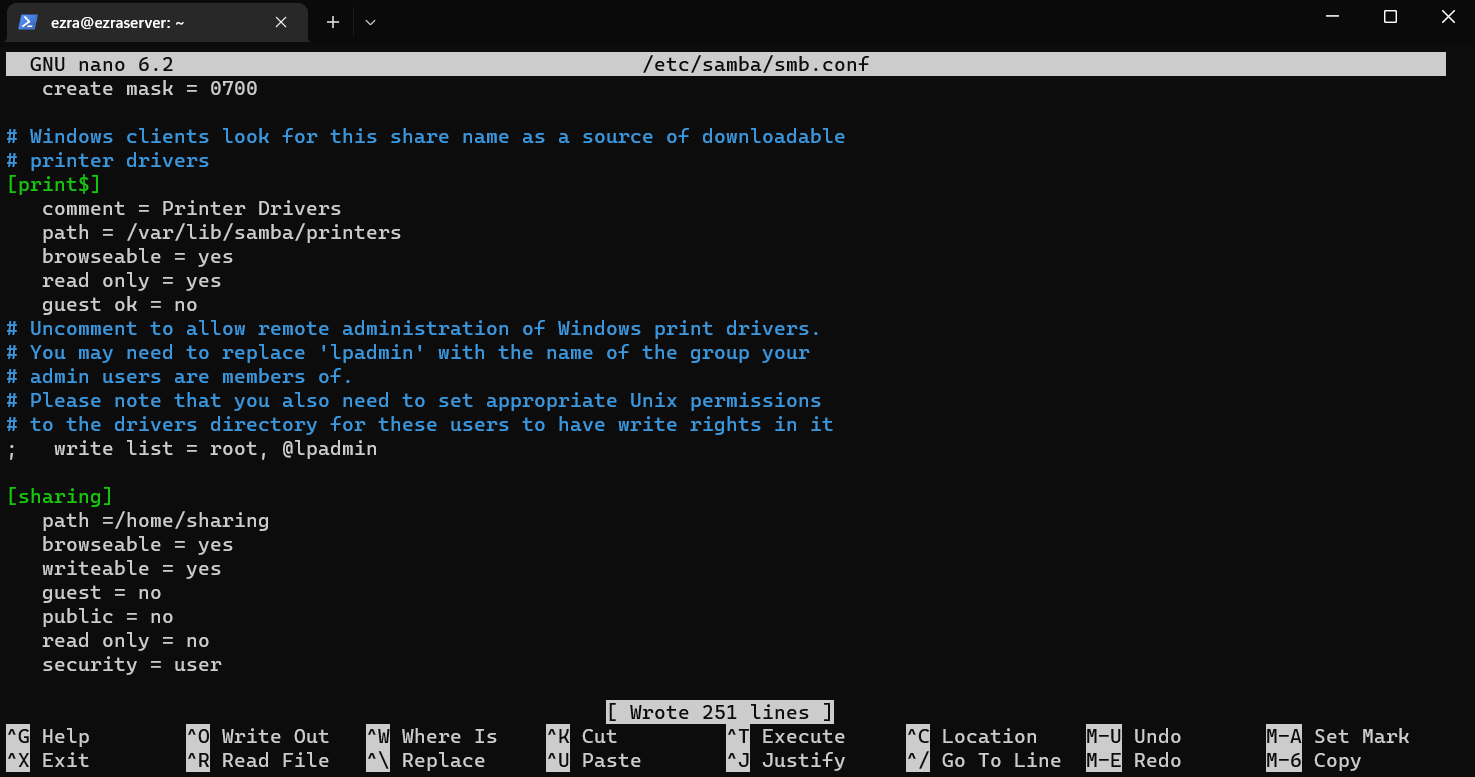 ezra@ezraserver: ~
GNU nano 6.2 /etc/samba/smb.conf
create mask = 0700
# Windows clients look for this share name as a source of downloadable
# printer drivers
[print$]
comment = Printer Drivers
path = /var/lib/samba/printers
browseable = yes
read only = yes
guest ok = no
# Uncomment to allow remote administration of Windows print drivers.
# You may need to replace 'lpadmin' with the name of the group your
# admin users are members of.
# Please note that you also need to set appropriate Unix permissions
# to the drivers directory for these users to have write rights in it
;   write list = root, @lpadmin
[sharing]
path =/home/sharing
browseable = yes
writeable = yes
guest = no
public = no
read only = no
security = user
[ Wrote 251 lines ]
^G Help ^O Write Out ^W Where Is ^K Cut ^T Execute ^C Location M-U Undo M-A Set Mark
^X Exit ^R Read File ^\ Replace ^U Paste ^J Justify ^/ Go To Line M-E Redo M-6 Copy